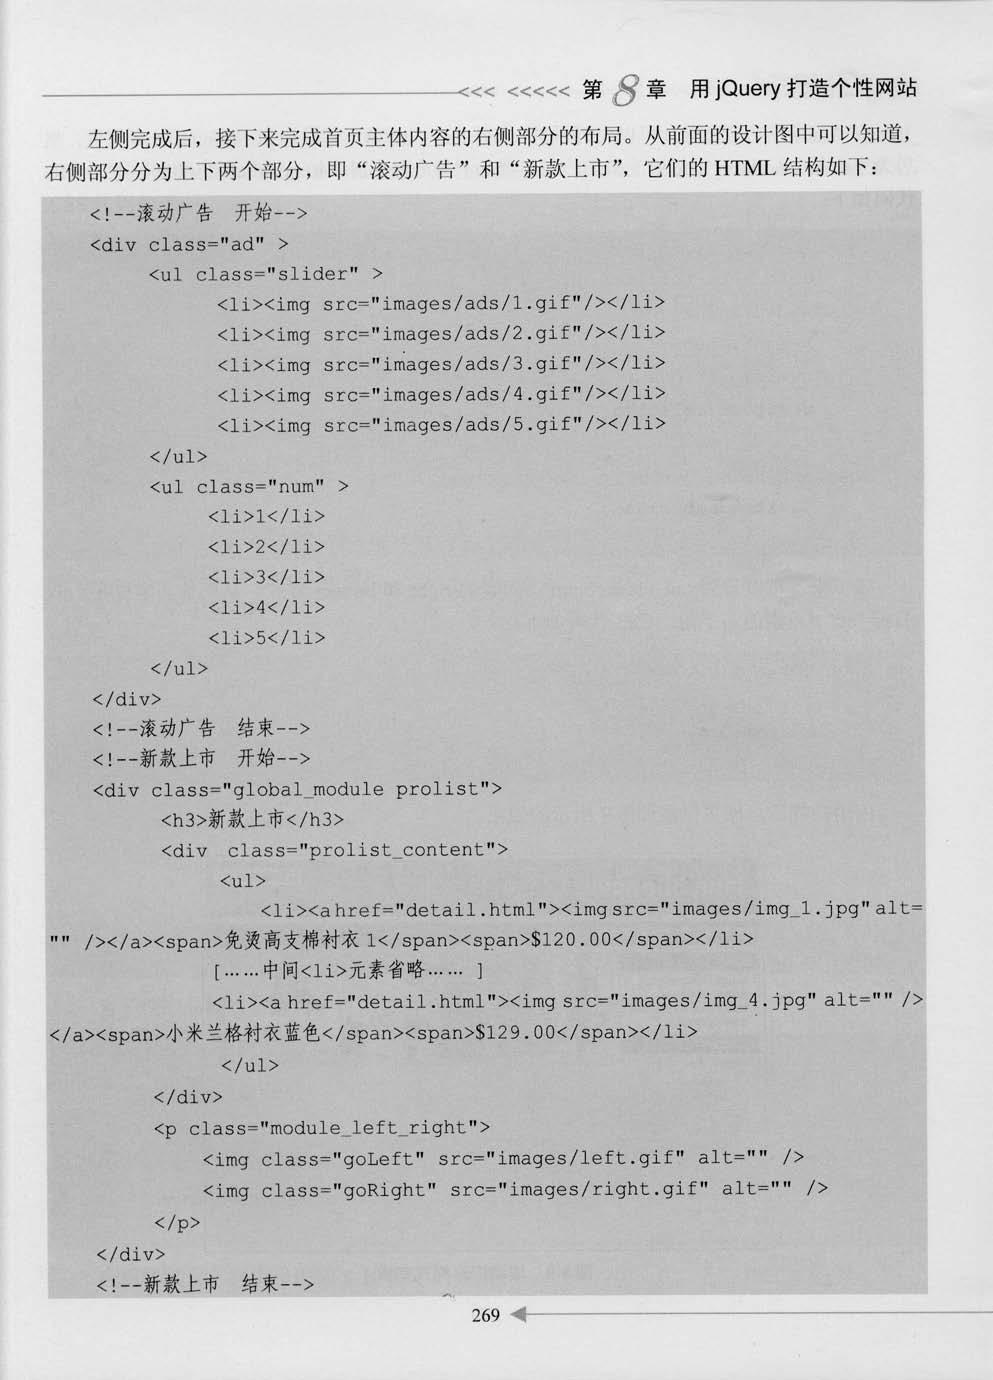 <<< <<<<< 第8章 用 jQuery 打造个性网站
左侧完成后，接下来完成首页主体内容的右侧部分的布局。从前面的设计图中可以知道，
右侧部分分为上下两个部分，即“滚动广告”和“新款上市”，它们的 HTML 结构如下：
<!--滚动广告 开始-->
<div class="ad" >
<ul class="slider" >
<li><img src="images/ads/1.gif"/></li>
<li><img src="images/ads/2.gif"/></li>
<li><img src="images/ads/3.gif"/></li>
<li><img src="images/ads/4.gif"/></li>
<li><img src="images/ads/5.gif"/></li>
</ul>
<ul class="num" >
<li>1</li>
<li>2</li>
<li>3</li>
<li>4</li>
<li>5</li>
</ul>
</div>
<!--滚动广告 结束-->
<!--新款上市 开始-->
<div class="global_module prolist">
<h3>新款上市</h3>
<div class="prolist_content">
<ul>
<li><a href="detail.html"><img src="images/img_1.jpg" alt=
"" /></a><span>免烫高支棉衬衣 1</span><span>$120.00</span></li>
[……中间<li>元素省略…… ]
<li><a href="detail.html"><img src="images/img_4.jpg" alt="" />
</a><span>小米兰格衬衣蓝色</span><span>$129.00</span></li>
</ul>
</div>
<p class="module_left_right">
<img class="goLeft" src="images/left.gif" alt="" />
<img class="goRight" src="images/right.gif" alt="" />
</p>
</div>
<!--新款上市 结束-->
269